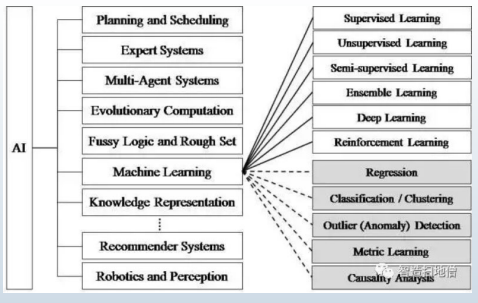 AI
Planning and Scheduling
Expert Systems
Multi-Agent Systems
Evolutionary Computation
Fussy Logic and Rough Set
Machine Learning
Knowledge Representation
Recommender Systems
Robotics and Perception
Supervised Learning
Unsupervised Learning
Semi-supervised Learning
Ensemble Learning
Deep Learning
Reinforcement Learning
Regression
Classification / Clustering
Outlier (Anomaly) Detection
Metric Learning
Causality Analysis